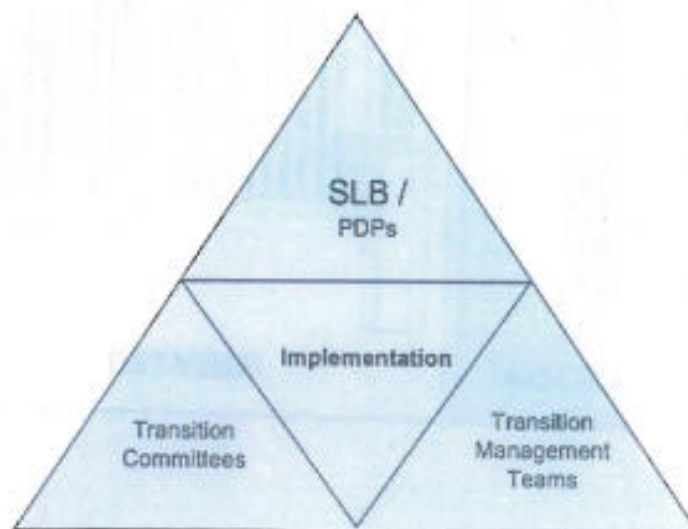 SLB /
PDPs
Implementation
Transition
Committees
Transition
Management
Teams